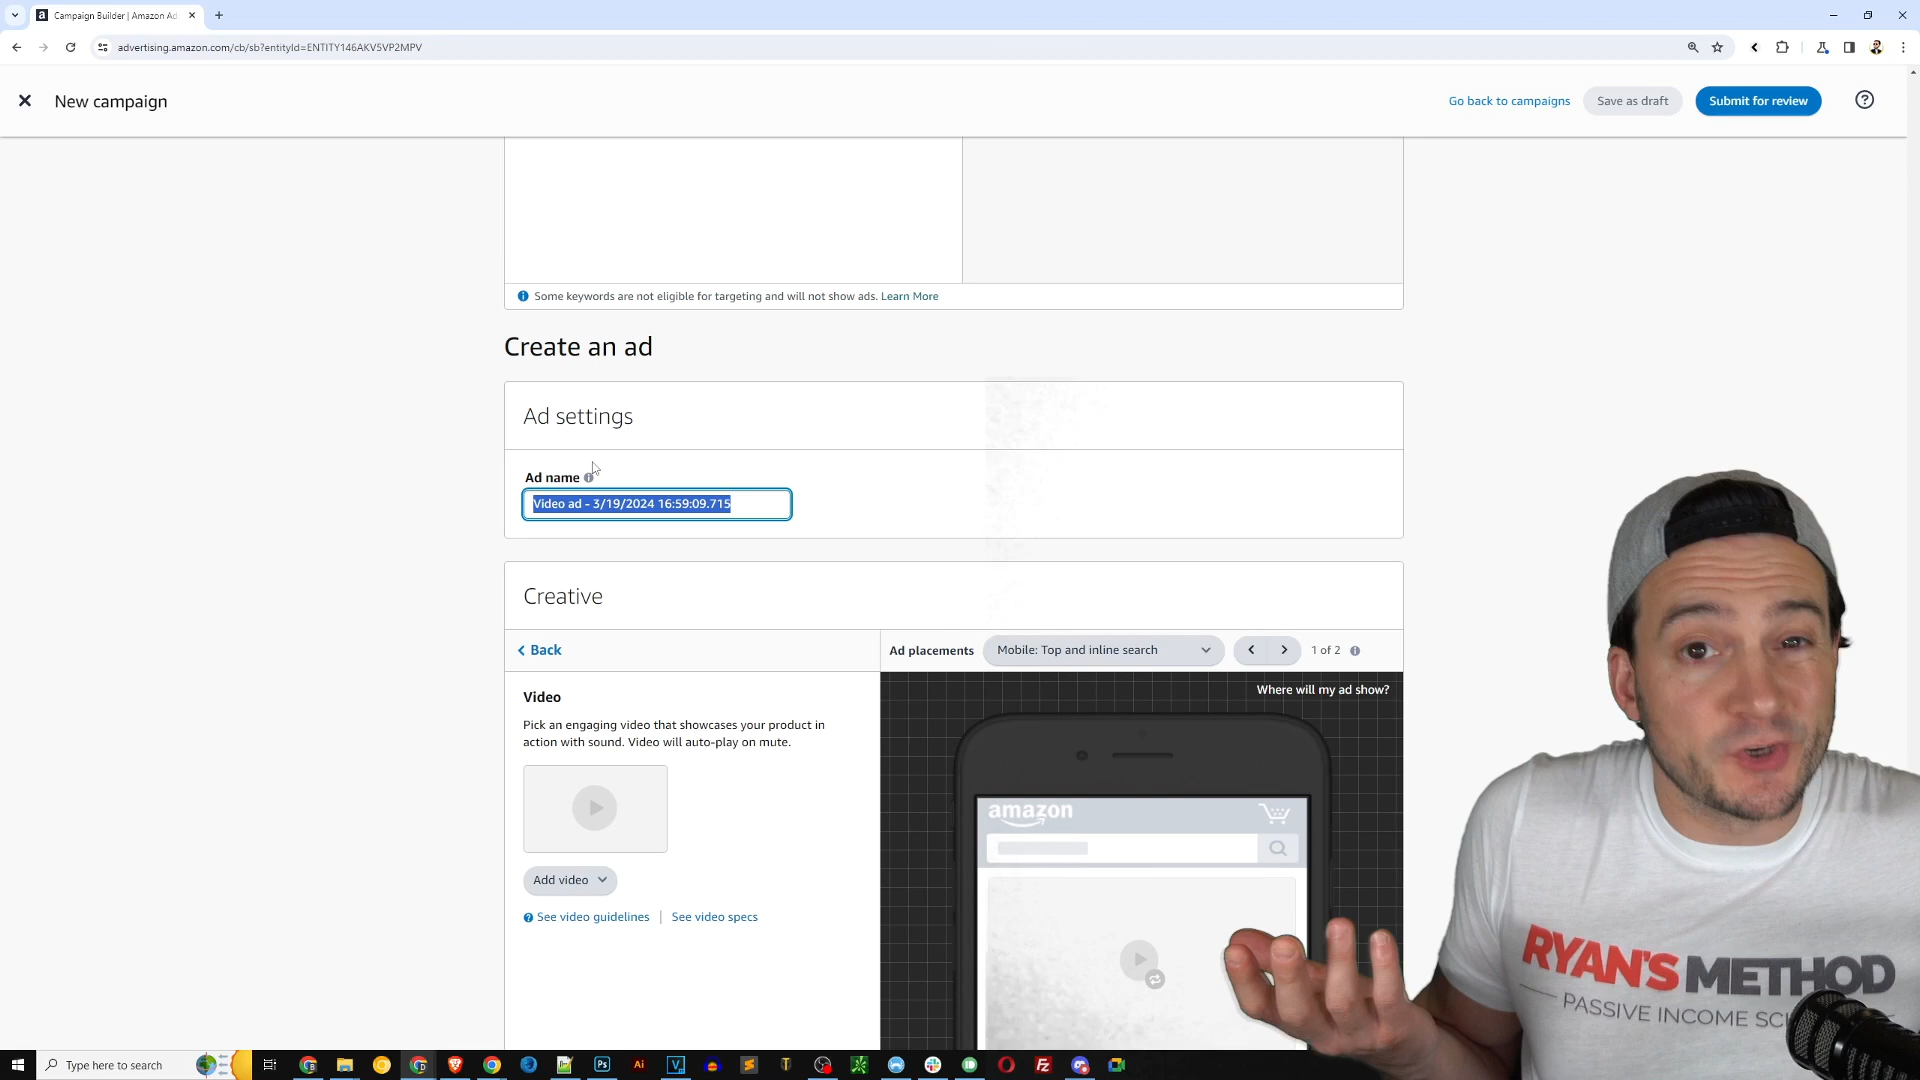 Campaign Builder | Amazon Ad
advertising.amazon.com/cb/sb?entityId=ENTITY146AKV5VP2MPV
New campaign
Go back to campaigns
Save as draft
Submit for review
Some keywords are not eligible for targeting and will not show ads. Learn More
Create an ad
Ad settings
Ad name
Video ad - 3/19/2024 16:59:09.715
Creative
Back
Ad placements
Mobile: Top and inline search
1 of 2
Where will my ad show?
Video
Pick an engaging video that showcases your product in
action with sound. Video will auto-play on mute.
amazon
Add video
See video guidelines | See video specs
RYAN'S METHOD
PASSIVE INCOME
Type here to search